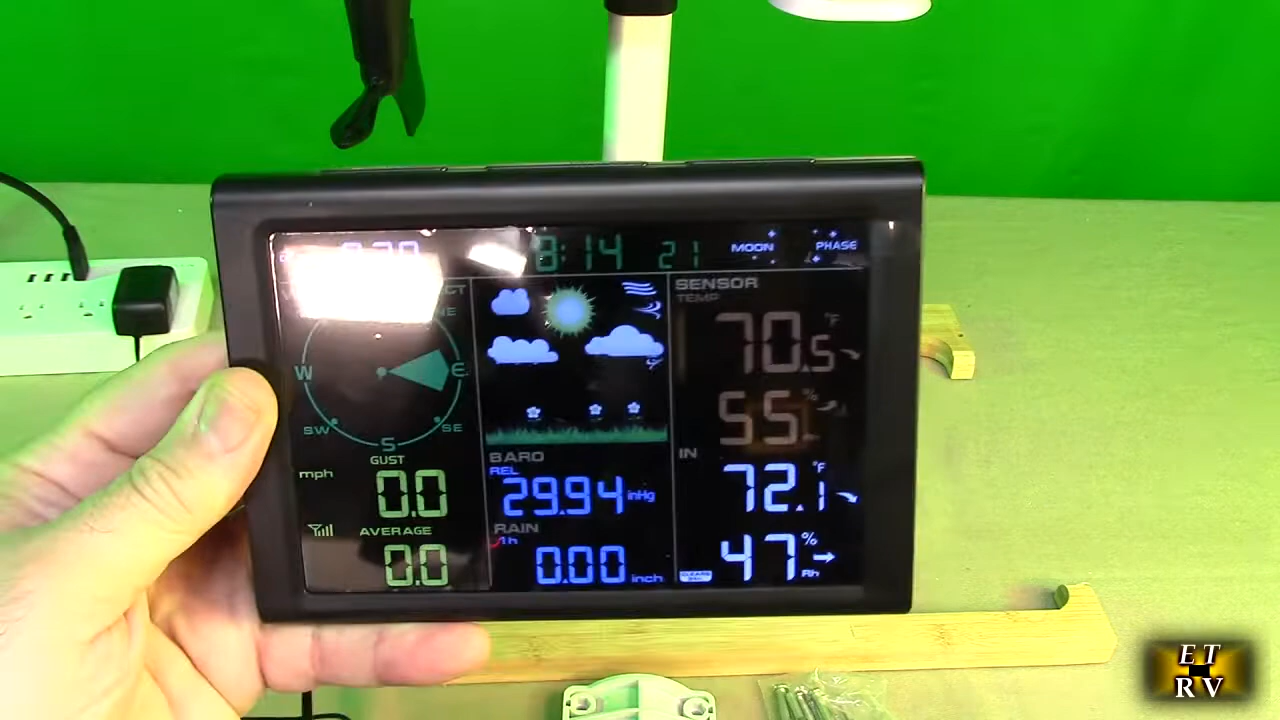 8:14 21 MOON PHASE
SENSOR
TEMP
70.5 °F
55 %
W
E
SW
S
SE
GUST
mph
0.0
AVERAGE
0.0
BARO
REL
29.94 inHg
RAIN
1h
0.00 inch
IN
72.1 °F
47 %
Rh
ET
RV